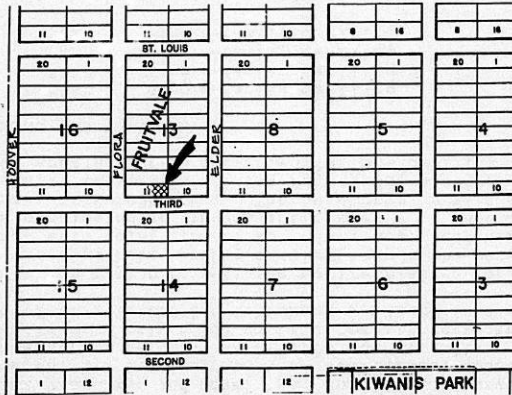 11 10 11 10 11 10 8 16 8 16
ST. LOUIS
20 1 20 1 20 1 20 1 20 1
HOOVER 16 FLORA FRUITVALE 13 ELDER 8 5 4
11 10 11 10 11 10 11 10 11 10
THIRD
20 1 20 1 20 1 20 1 20 1
15 14 7 6 3
11 10 11 10 11 10 11 10 11 10
SECOND
1 12 1 12 1 12 KIWANIS PARK